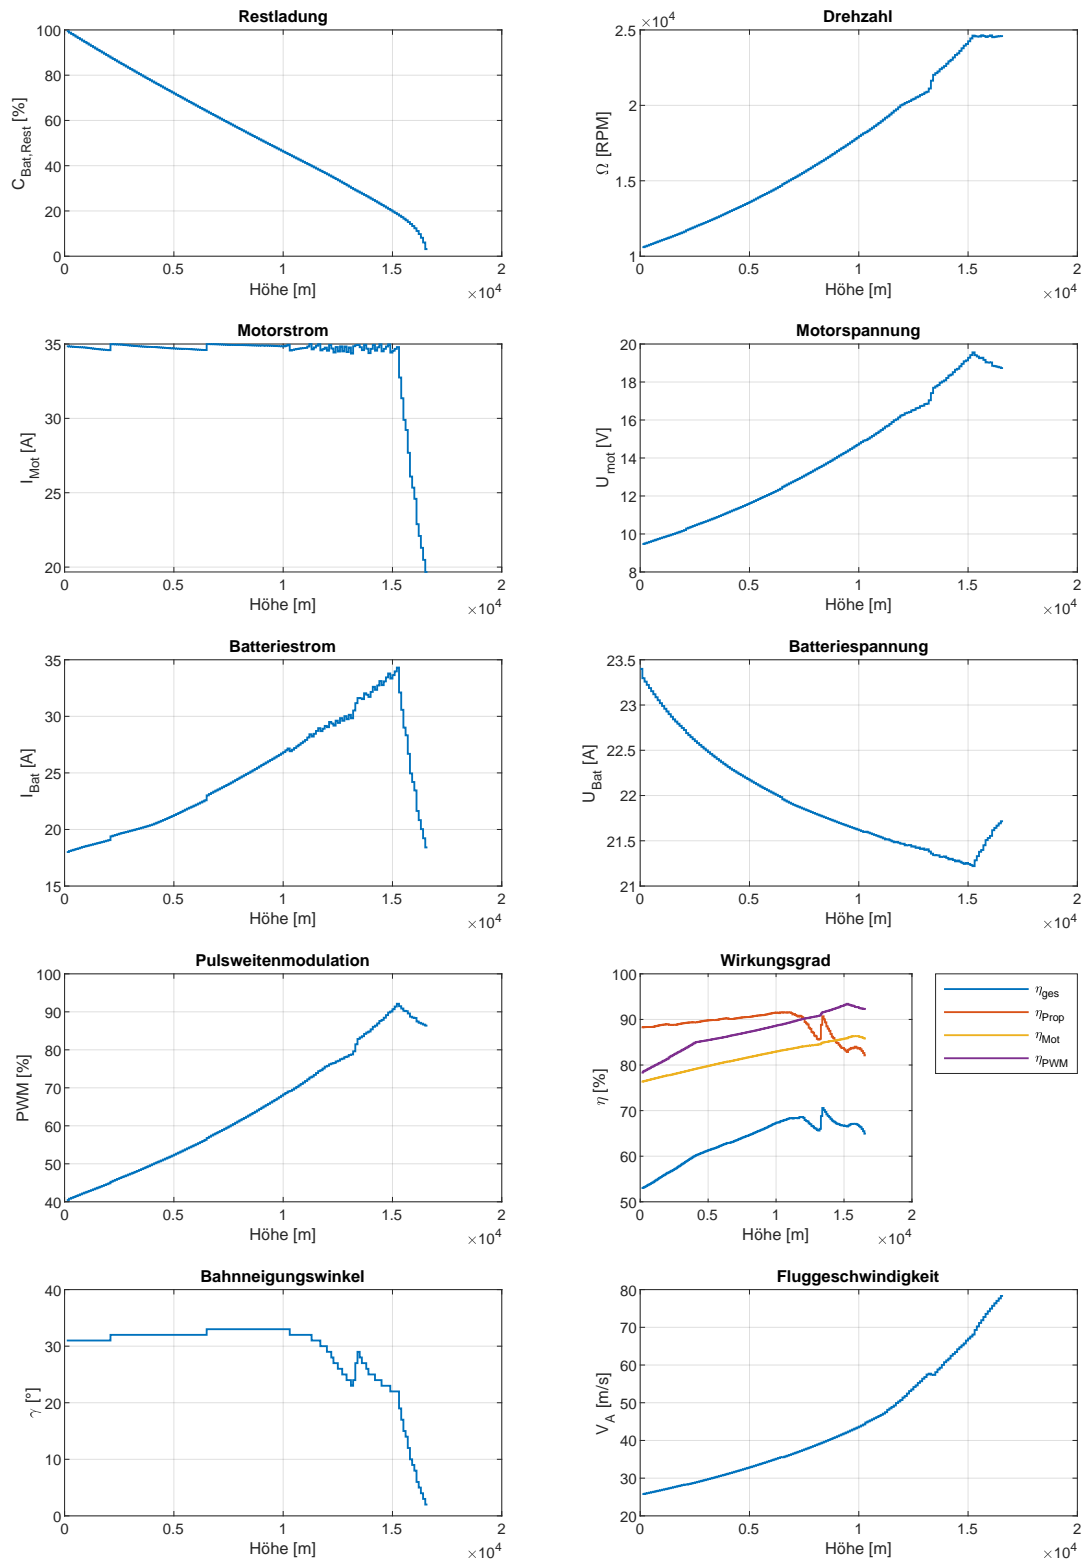 Restladung
C_Bat,Rest [%]
100
80
60
40
20
0
0 0.5 1 1.5 2
Höhe [m]
×10^4
Drehzahl
×10^4
Ω [RPM]
2.5
2
1.5
1
0 0.5 1 1.5 2
Höhe [m]
×10^4
Motorstrom
I_Mot [A]
35
30
25
20
0 0.5 1 1.5 2
Höhe [m]
×10^4
Motorspannung
U_mot [V]
20
18
16
14
12
10
8
0 0.5 1 1.5 2
Höhe [m]
×10^4
Batteriestrom
I_Bat [A]
35
30
25
20
15
0 0.5 1 1.5 2
Höhe [m]
×10^4
Batteriespannung
U_Bat [A]
23.5
23
22.5
22
21.5
21
0 0.5 1 1.5 2
Höhe [m]
×10^4
Pulsweitenmodulation
PWM [%]
100
90
80
70
60
50
40
0 0.5 1 1.5 2
Höhe [m]
×10^4
Wirkungsgrad
η [%]
100
90
80
70
60
50
0 0.5 1 1.5 2
Höhe [m]
×10^4
η_ges
η_Prop
η_Mot
η_PWM
Bahnneigungswinkel
γ [°]
40
30
20
10
0
0 0.5 1 1.5 2
Höhe [m]
×10^4
Fluggeschwindigkeit
V_A [m/s]
80
70
60
50
40
30
20
0 0.5 1 1.5 2
Höhe [m]
×10^4